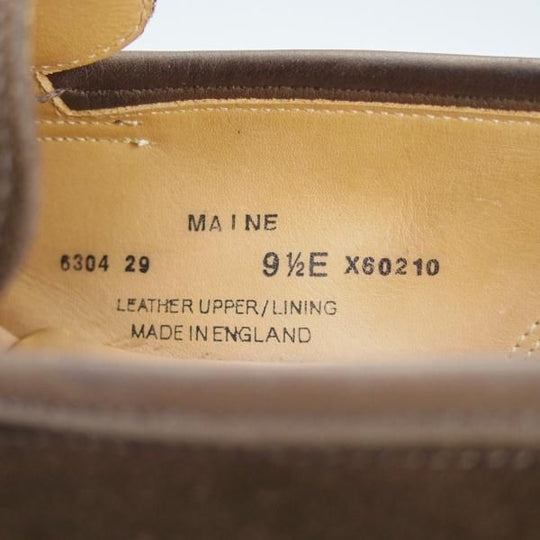 MAINE
6304 29 9½E X60210
LEATHER UPPER/LINING
MADE IN ENGLAND